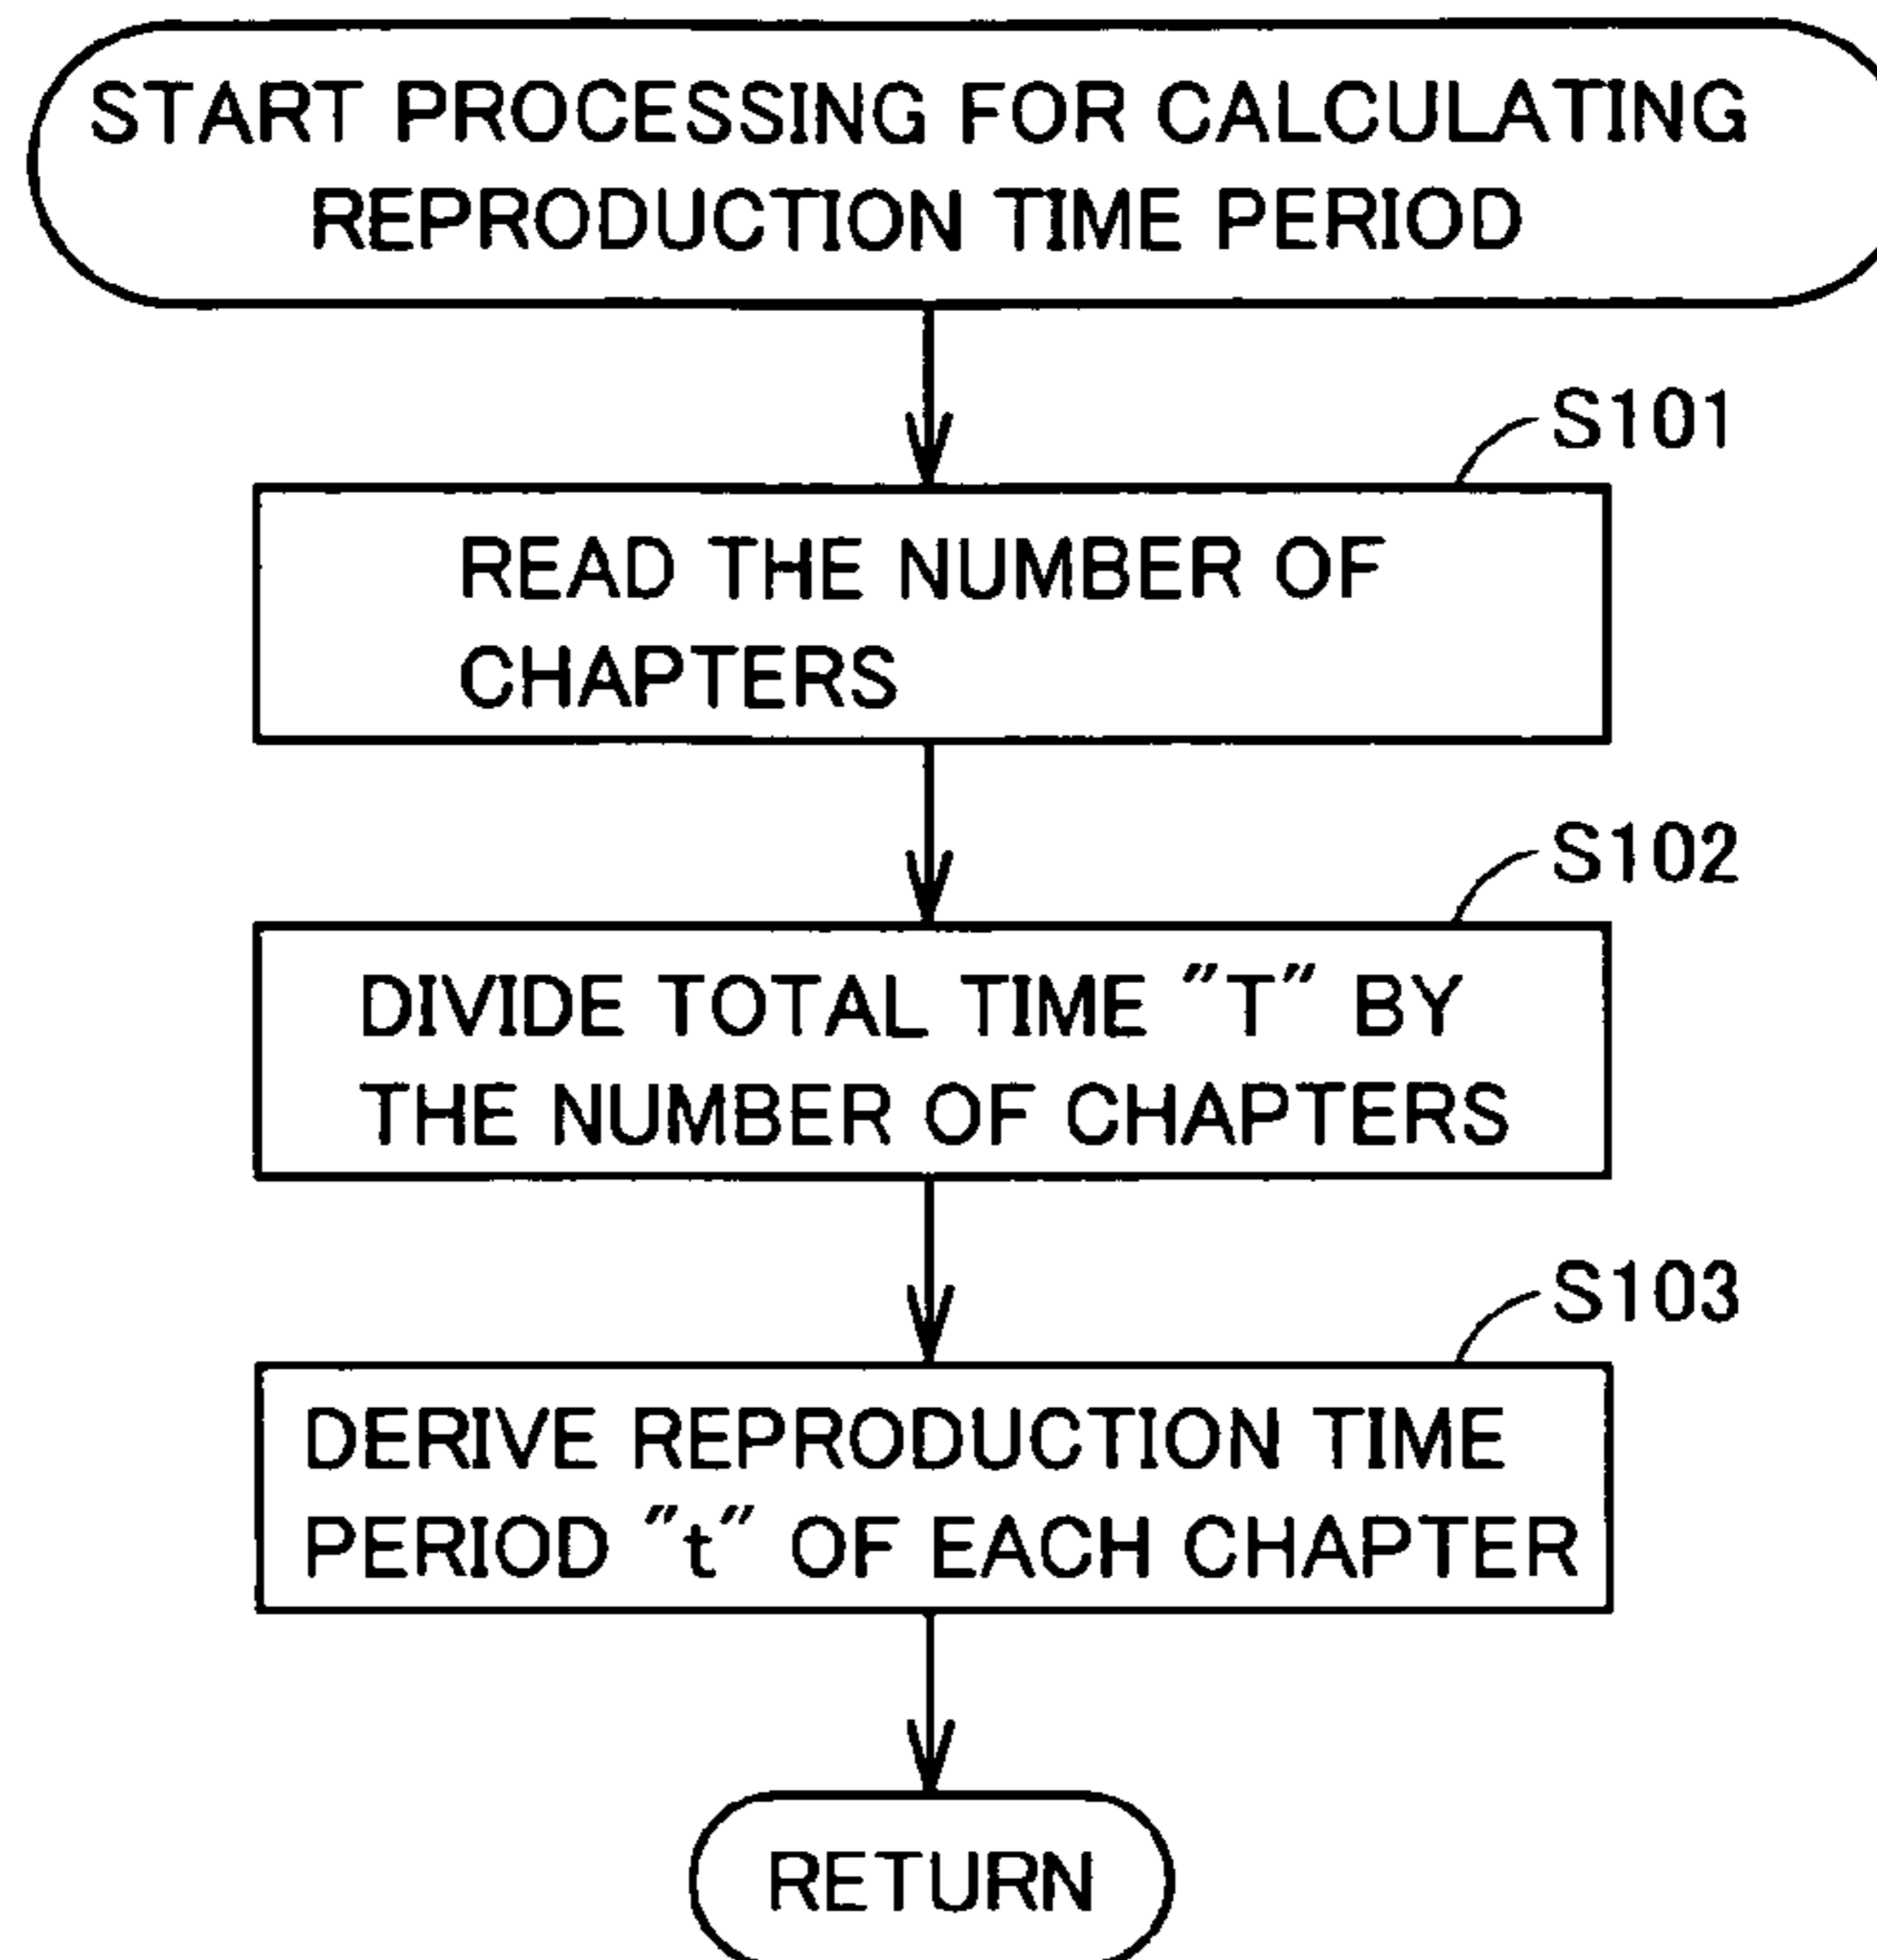 START PROCESSING FOR CALCULATING
REPRODUCTION TIME PERIOD
S101
READ THE NUMBER OF
CHAPTERS
S102
DIVIDE TOTAL TIME "T" BY
THE NUMBER OF CHAPTERS
S103
DERIVE REPRODUCTION TIME
PERIOD "t" OF EACH CHAPTER
RETURN